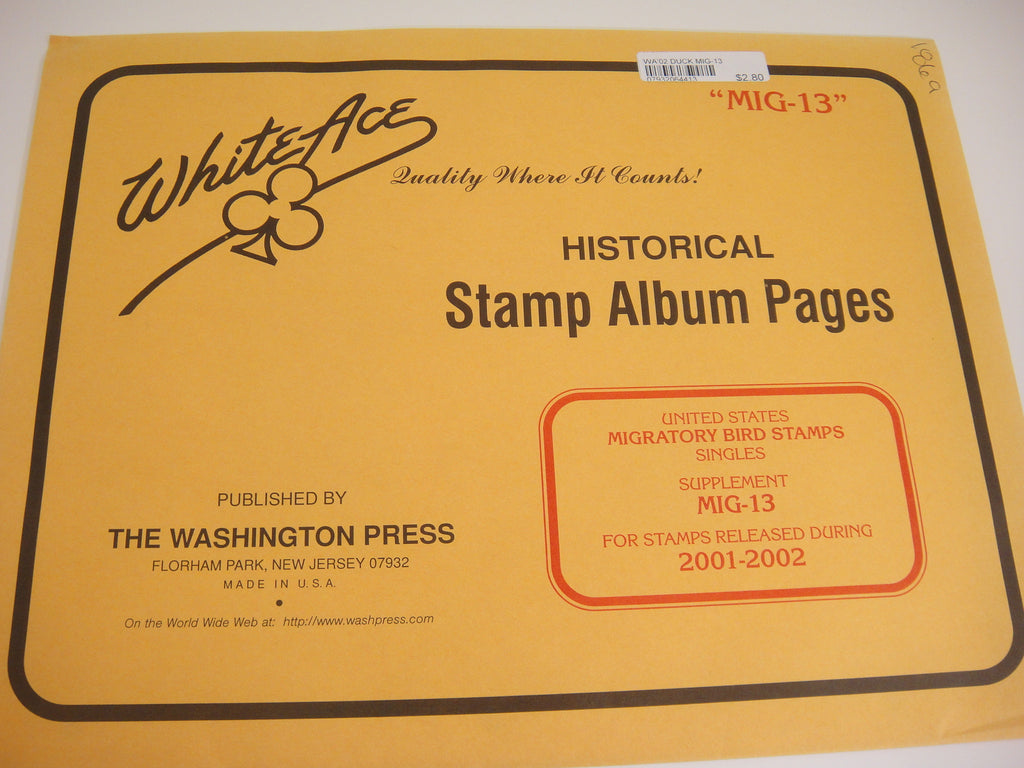 WA'02 DUCK MIG-13
07932064413
$2.80
186a
"MIG-13"
White Ace
Quality Where It Counts!
HISTORICAL
Stamp Album Pages
UNITED STATES
MIGRATORY BIRD STAMPS
SINGLES
SUPPLEMENT
MIG-13
FOR STAMPS RELEASED DURING
2001-2002
PUBLISHED BY
THE WASHINGTON PRESS
FLORHAM PARK, NEW JERSEY 07932
MADE IN U.S.A.
On the World Wide Web at: http://www.washpress.com